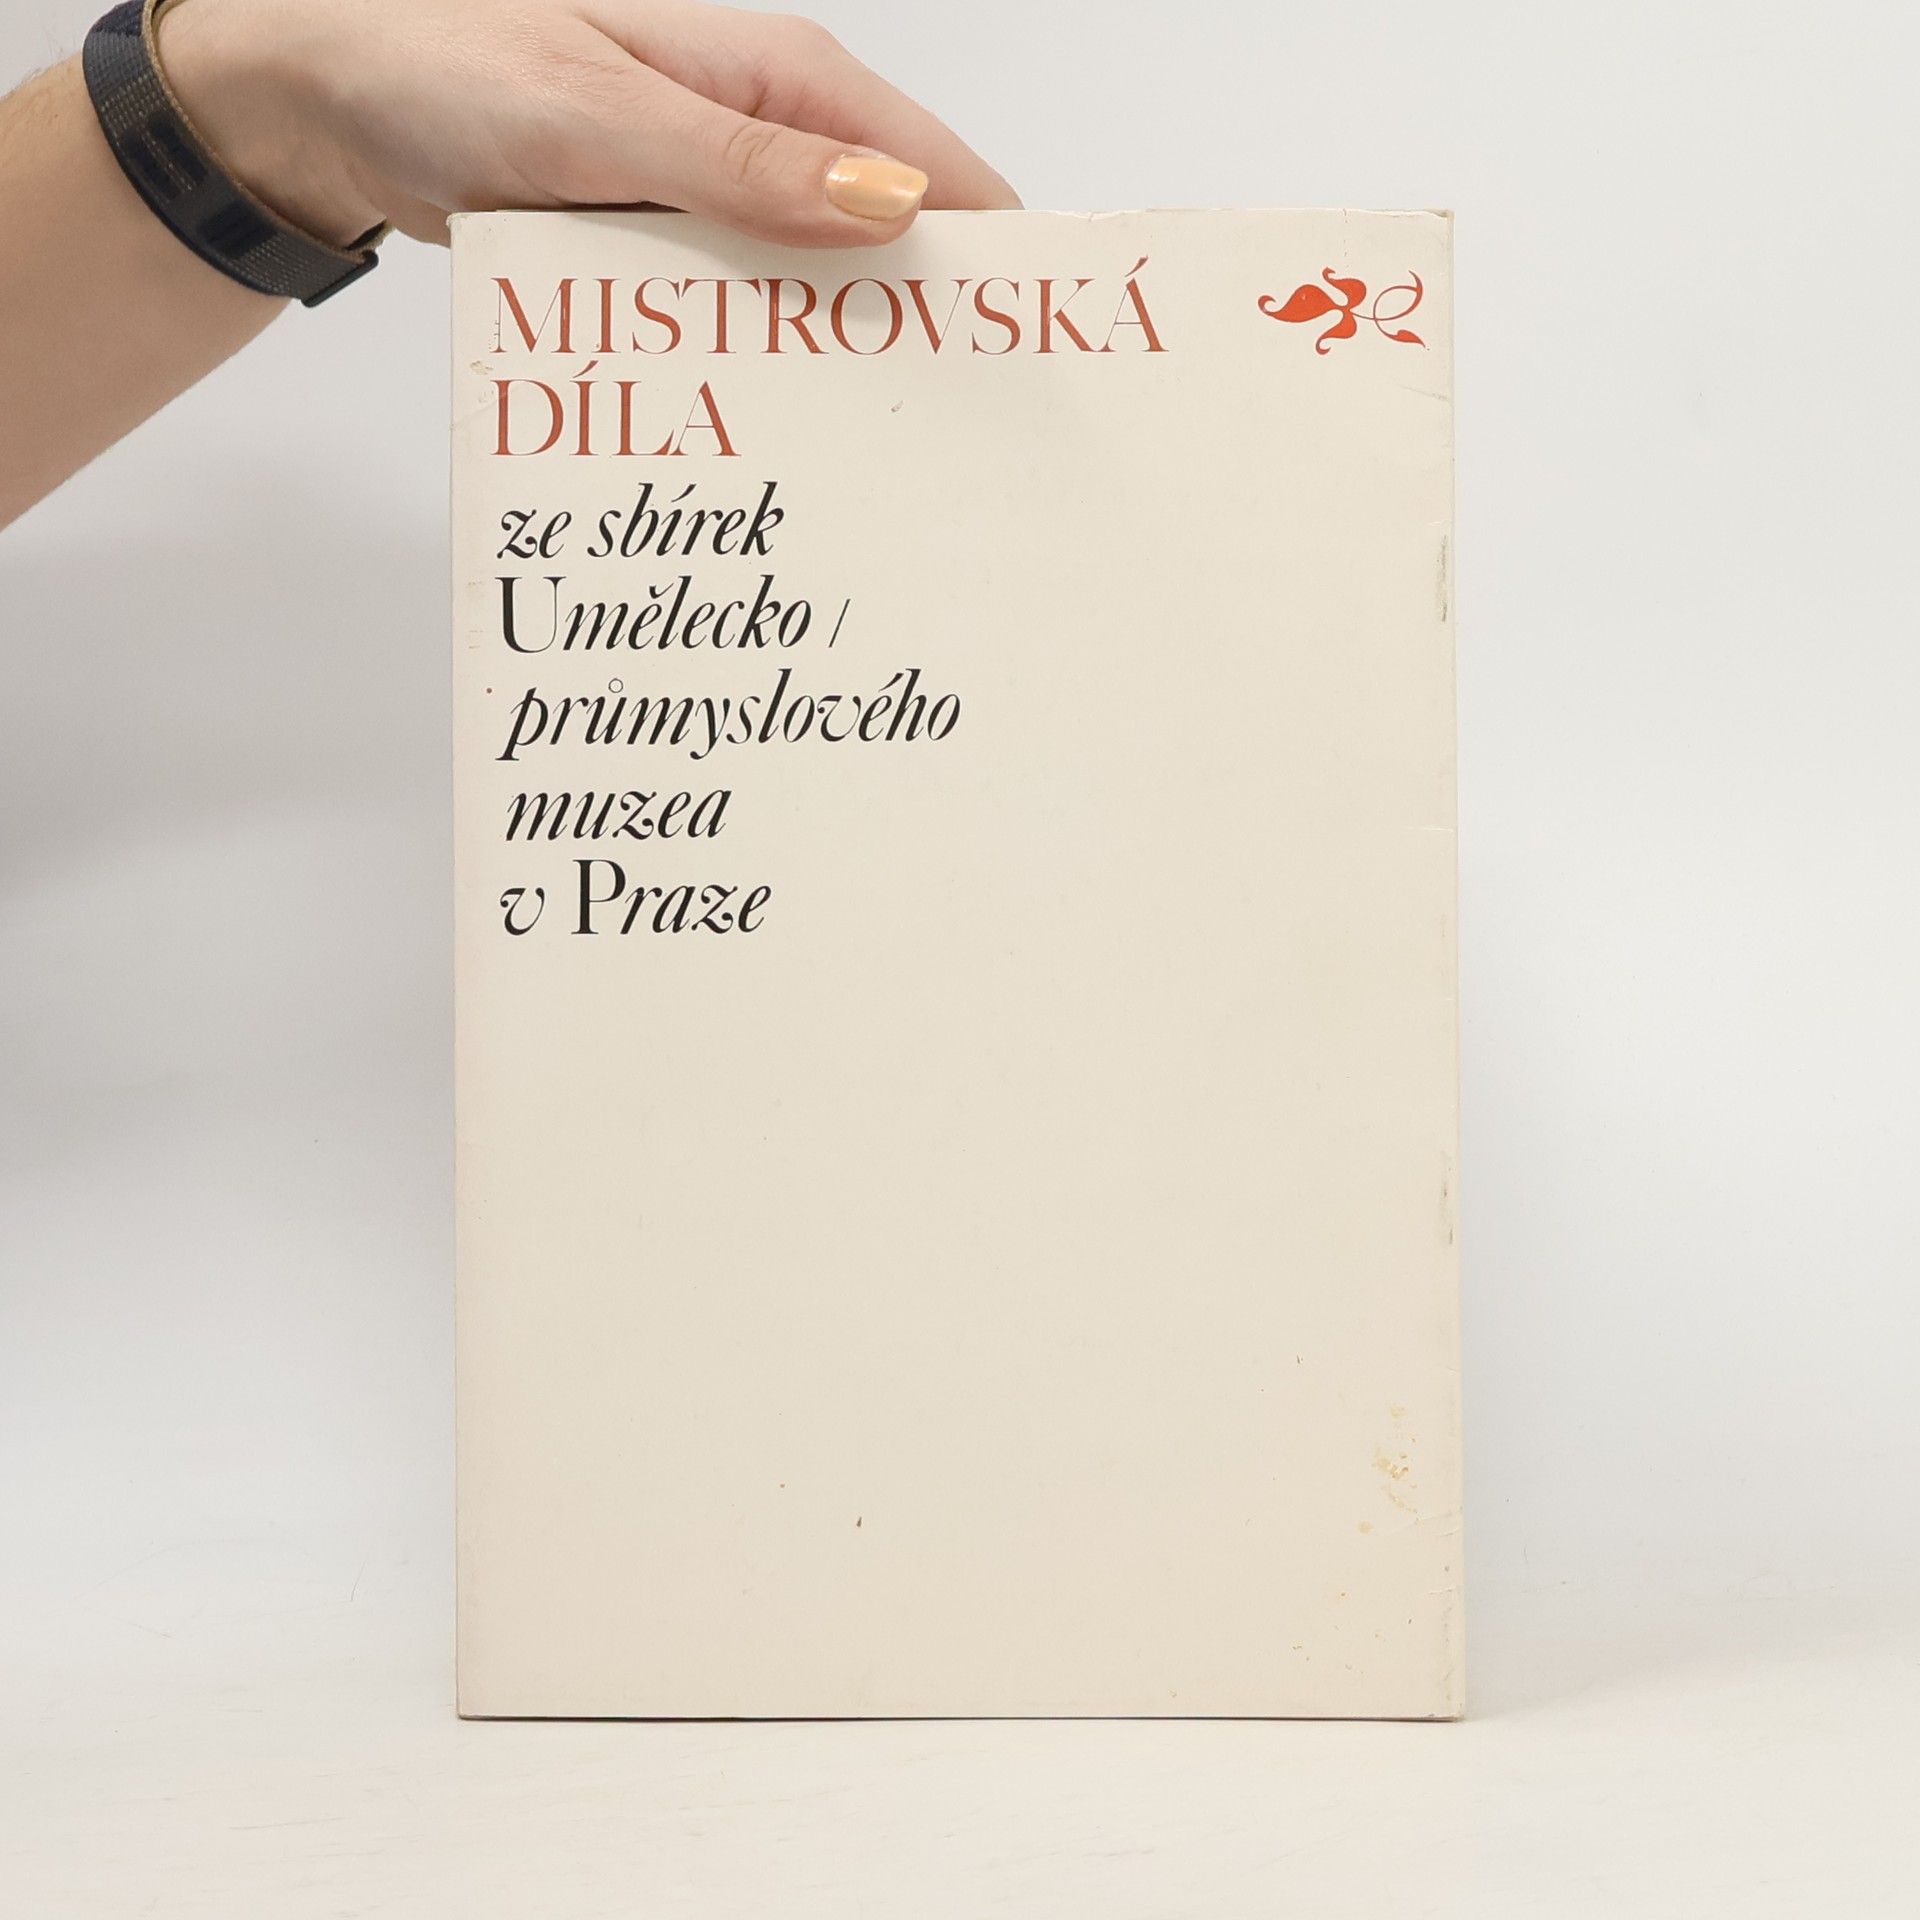 MISTROVSKÁ
DÍLA
ze sbírek
Umělecko /
průmyslového
muzea
v Praze